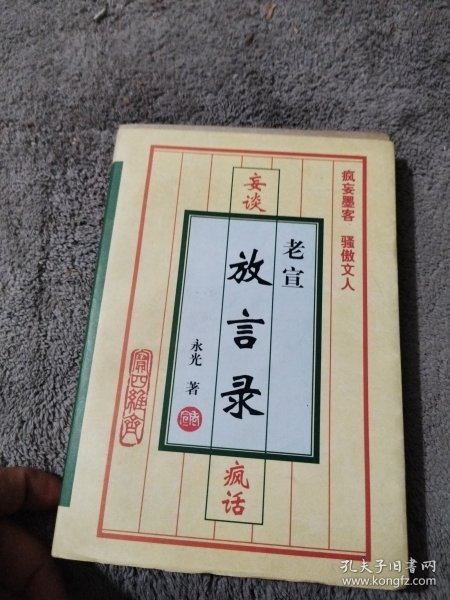 疯妄墨客 骚傲文人
妄谈
老宣
放言录
永光 著
疯话
孔夫子旧书网
www.kongfz.com